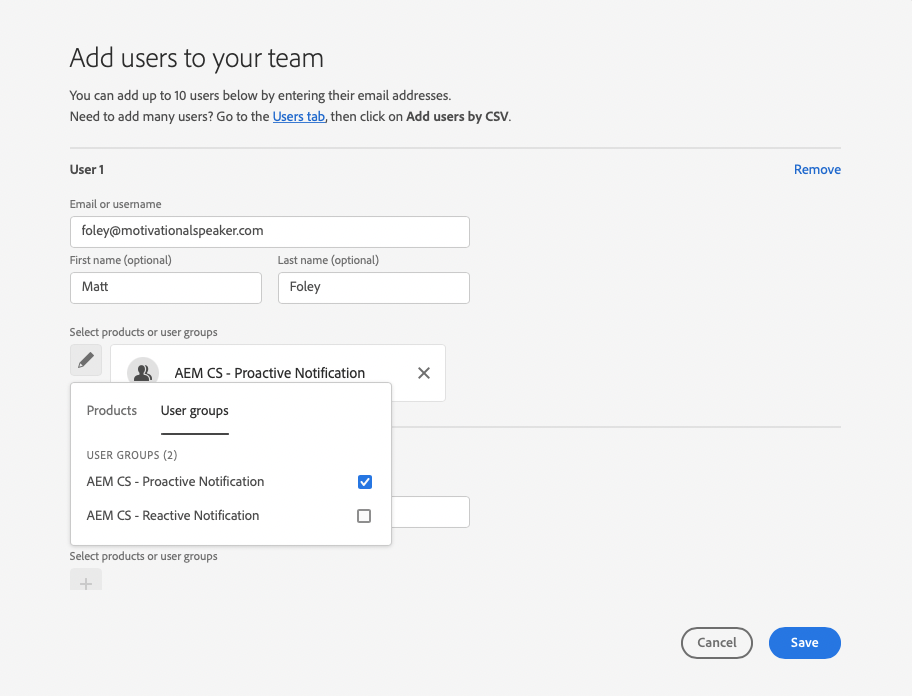 Add users to your team
You can add up to 10 users below by entering their email addresses.
Need to add many users? Go to the Users tab, then click on Add users by CSV.
User 1
Remove
Email or username
foley@motivationalspeaker.com
First name (optional)
Last name (optional)
Matt
Foley
Select products or user groups
AEM CS - Proactive Notification
Products
User groups
USER GROUPS (2)
AEM CS - Proactive Notification
AEM CS - Reactive Notification
Select products or user groups
Cancel
Save